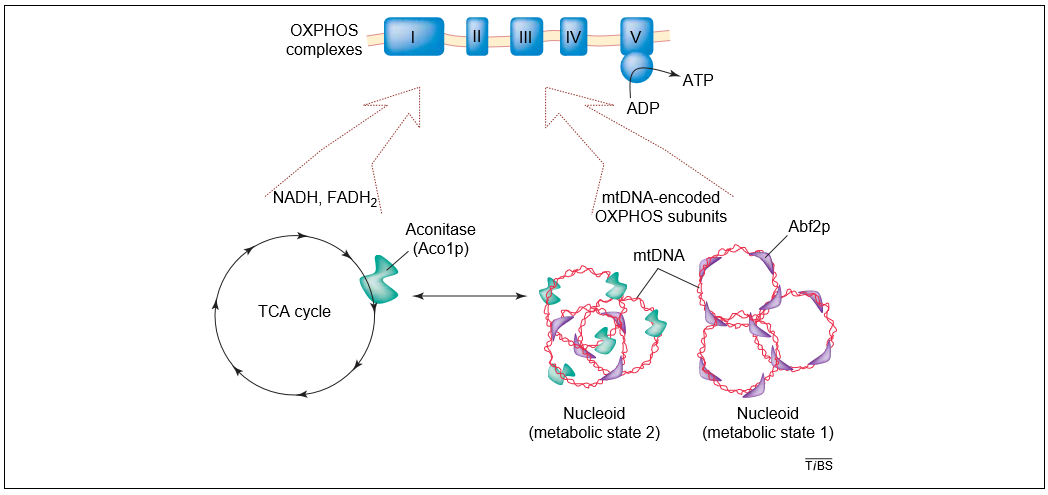 OXPHOS
complexes
I
II
III
IV
V
ATP
ADP
NADH, FADH2
mtDNA-encoded
OXPHOS subunits
Aconitase
(Aco1p)
Abf2p
mtDNA
TCA cycle
Nucleoid
(metabolic state 2)
Nucleoid
(metabolic state 1)
TiBS